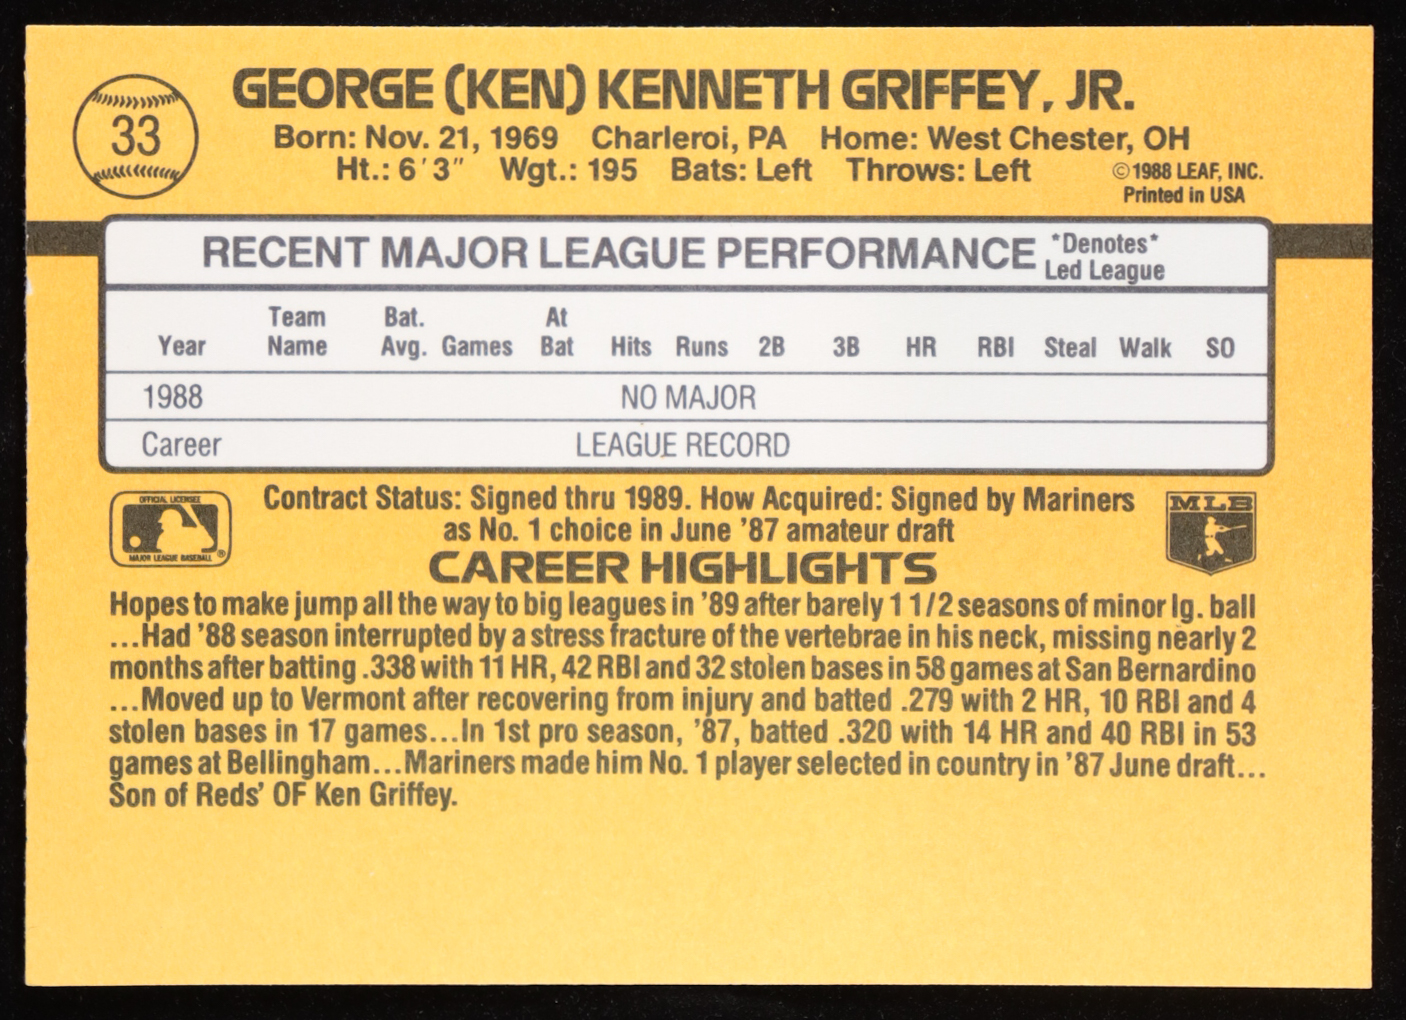 33
GEORGE (KEN) KENNETH GRIFFEY, JR.
Born: Nov. 21, 1969 Charleroi, PA Home: West Chester, OH
Ht.: 6'3" Wgt.: 195 Bats: Left Throws: Left
©1988 LEAF, INC.
Printed in USA
RECENT MAJOR LEAGUE PERFORMANCE *Denotes* Led League
Year Team Name Bat. Avg. Games At Bat Hits Runs 2B 3B HR RBI Steal Walk SO
1988 NO MAJOR
Career LEAGUE RECORD
OFFICIAL LICENSEE
MAJOR LEAGUE BASEBALL ®
Contract Status: Signed thru 1989. How Acquired: Signed by Mariners
as No. 1 choice in June '87 amateur draft
MLB
CAREER HIGHLIGHTS
Hopes to make jump all the way to big leagues in '89 after barely 1 1/2 seasons of minor lg. ball
...Had '88 season interrupted by a stress fracture of the vertebrae in his neck, missing nearly 2
months after batting .338 with 11 HR, 42 RBI and 32 stolen bases in 58 games at San Bernardino
...Moved up to Vermont after recovering from injury and batted .279 with 2 HR, 10 RBI and 4
stolen bases in 17 games...In 1st pro season, '87, batted .320 with 14 HR and 40 RBI in 53
games at Bellingham...Mariners made him No. 1 player selected in country in '87 June draft...
Son of Reds' OF Ken Griffey.